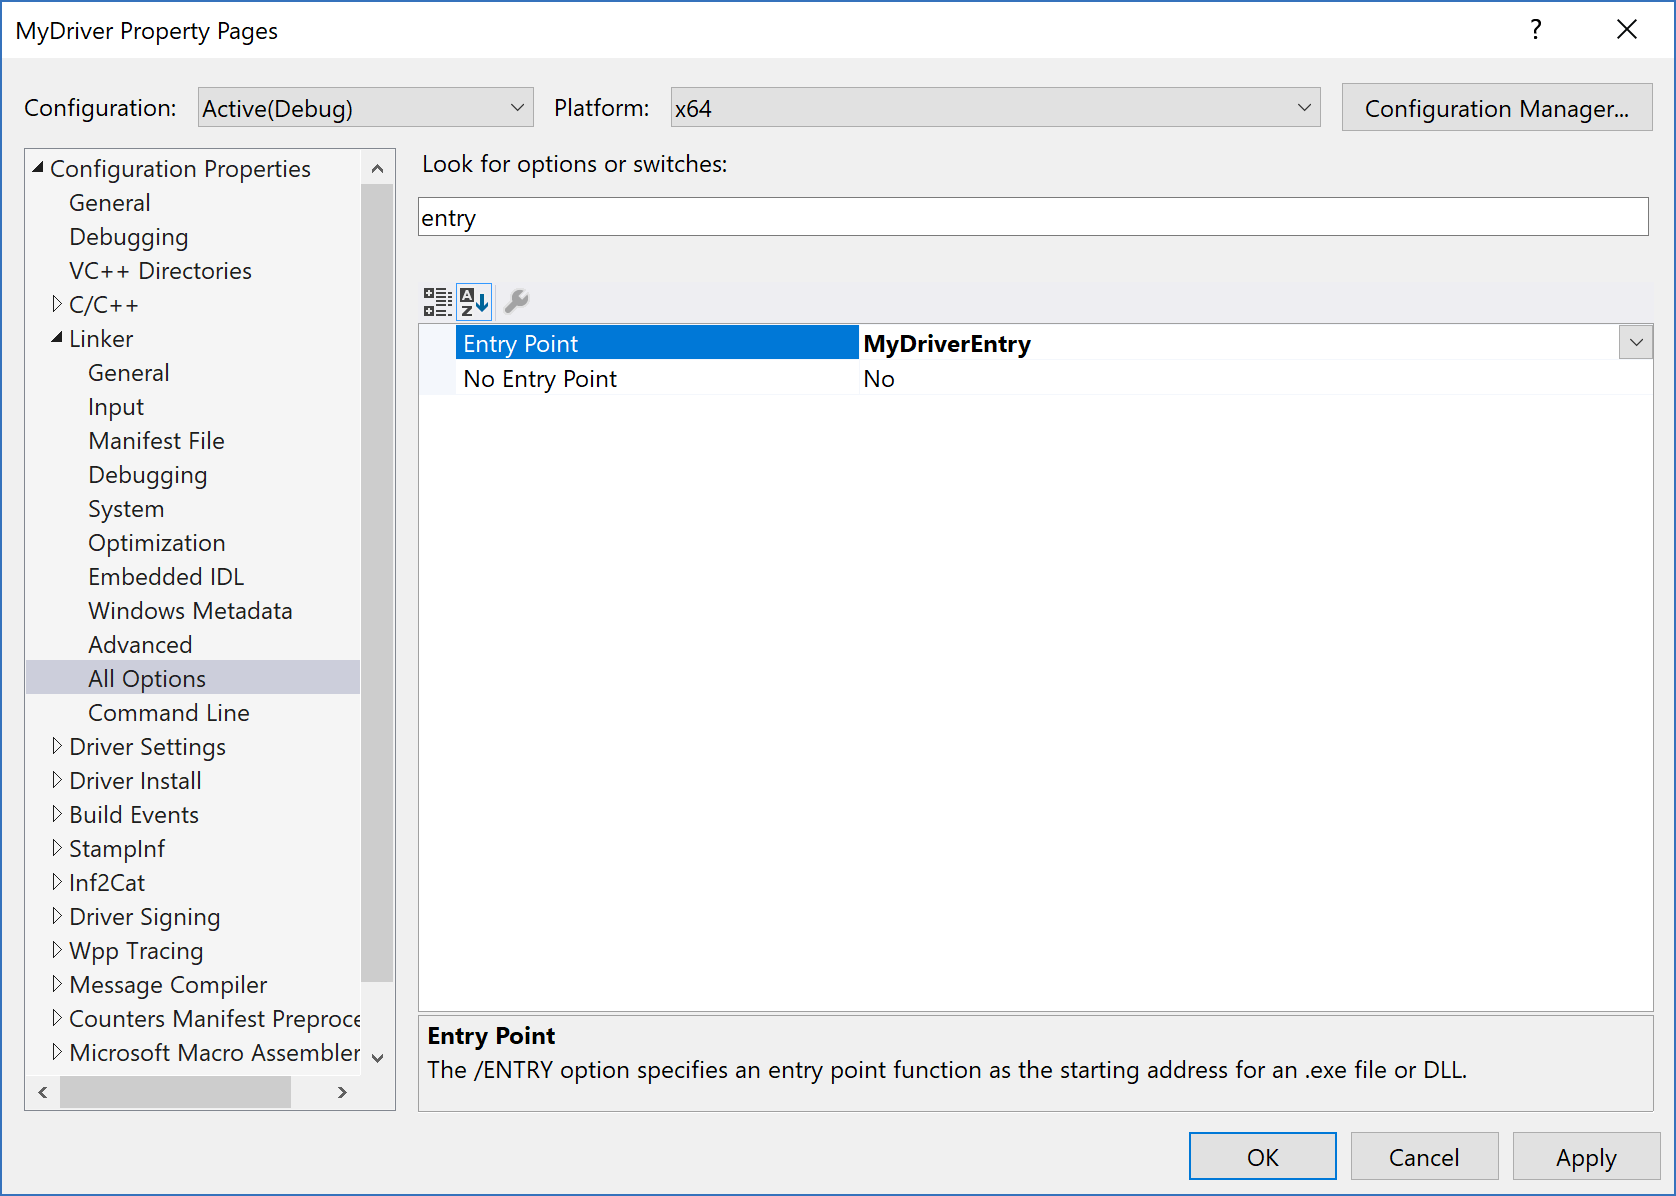 MyDriver Property Pages
?
Configuration: Active(Debug) Platform: x64 Configuration Manager...
Configuration Properties
General
Debugging
VC++ Directories
C/C++
Linker
General
Input
Manifest File
Debugging
System
Optimization
Embedded IDL
Windows Metadata
Advanced
All Options
Command Line
Driver Settings
Driver Install
Build Events
StampInf
Inf2Cat
Driver Signing
Wpp Tracing
Message Compiler
Counters Manifest Preproce
Microsoft Macro Assembler
Look for options or switches:
entry
A
Z
Entry Point MyDriverEntry
No Entry Point No
Entry Point
The /ENTRY option specifies an entry point function as the starting address for an .exe file or DLL.
OK Cancel Apply